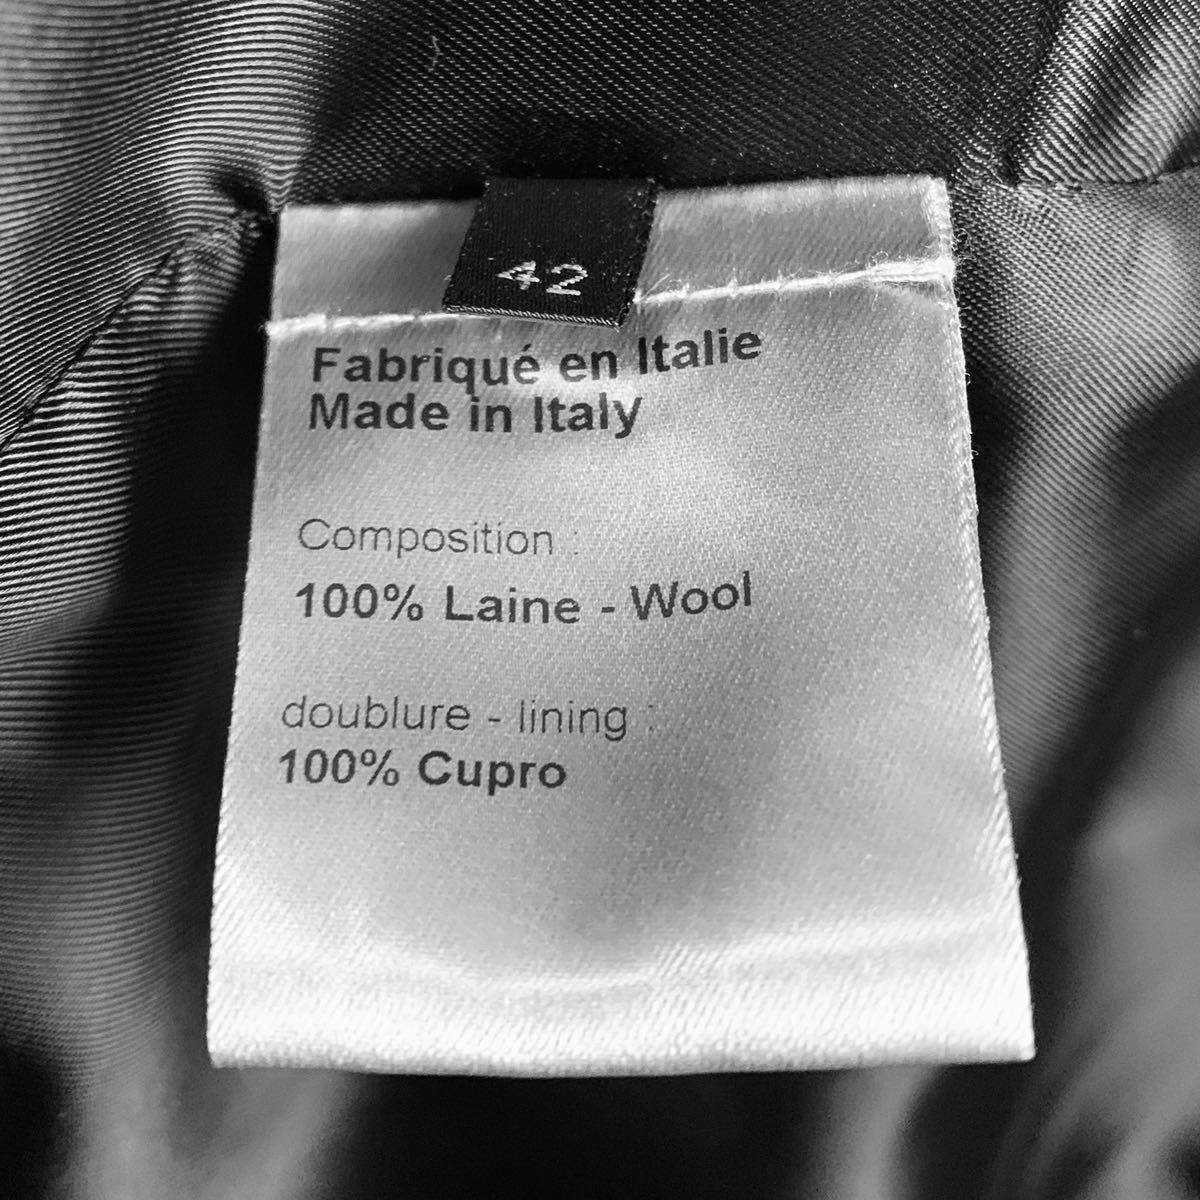 42
Fabriqué en Italie
Made in Italy
Composition :
100% Laine - Wool
doublure - lining :
100% Cupro